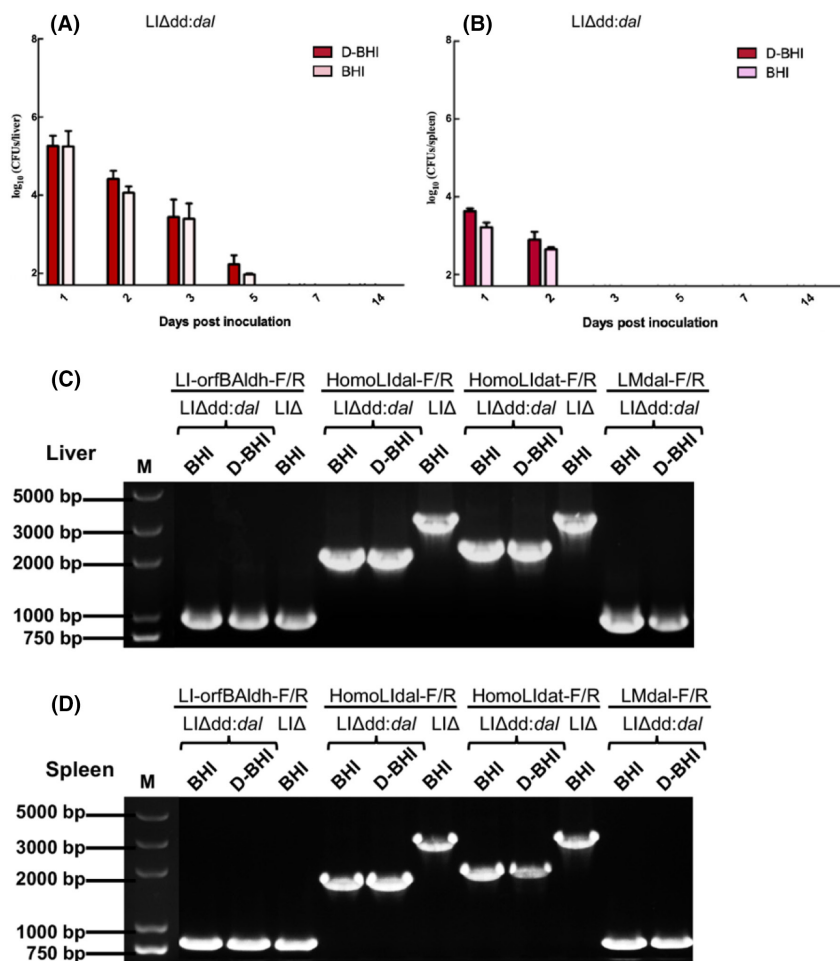 (A)
LIΔdd:dal
D-BHI
BHI
log10 (CFUs/liver)
8
6
4
2
1 2 3 5 7 14
Days post inoculation
(B)
LIΔdd:dal
D-BHI
BHI
log10 (CFUs/spleen)
8
6
4
2
1 2 3 5 7 14
Days post inoculation
(C)
LI-orfBAldh-F/R HomoLIdal-F/R HomoLIdat-F/R LMdal-F/R
LIΔdd:dal LIΔ LIΔdd:dal LIΔ LIΔdd:dal LIΔ LIΔdd:dal
Liver M BHI D-BHI BHI BHI D-BHI BHI BHI D-BHI BHI BHI D-BHI
5000 bp
3000 bp
2000 bp
1000 bp
750 bp
(D)
LI-orfBAldh-F/R HomoLIdal-F/R HomoLIdat-F/R LMdal-F/R
LIΔdd:dal LIΔ LIΔdd:dal LIΔ LIΔdd:dal LIΔ LIΔdd:dal
Spleen M BHI D-BHI BHI BHI D-BHI BHI BHI D-BHI BHI BHI D-BHI
5000 bp
3000 bp
2000 bp
1000 bp
750 bp